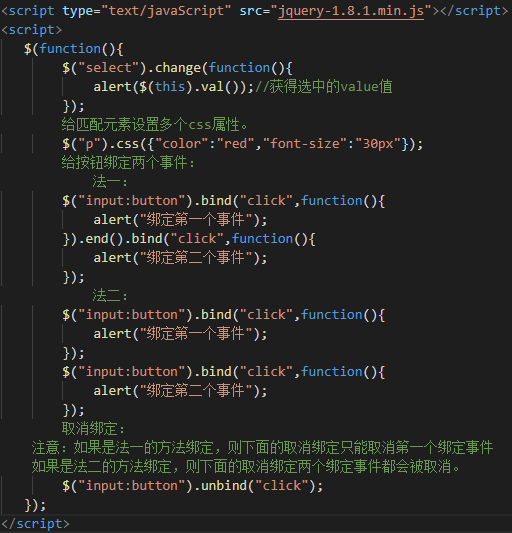 <script type="text/javaScript" src="jquery-1.8.1.min.js"></script>
<script>
$(function(){
$("select").change(function(){
alert($(this).val());//获得选中的value值
});
给匹配元素设置多个css属性。
$("p").css({"color":"red","font-size":"30px"});
给按钮绑定两个事件：
法一：
$("input:button").bind("click",function(){
alert("绑定第一个事件");
}).end().bind("click",function(){
alert("绑定第二个事件");
});
法二：
$("input:button").bind("click",function(){
alert("绑定第一个事件");
});
$("input:button").bind("click",function(){
alert("绑定第二个事件");
});
取消绑定：
注意：如果是法一的方法绑定，则下面的取消绑定只能取消第一个绑定事件
如果是法二的方法绑定，则下面的取消绑定两个绑定事件都会被取消。
$("input:button").unbind("click");
});
</script>